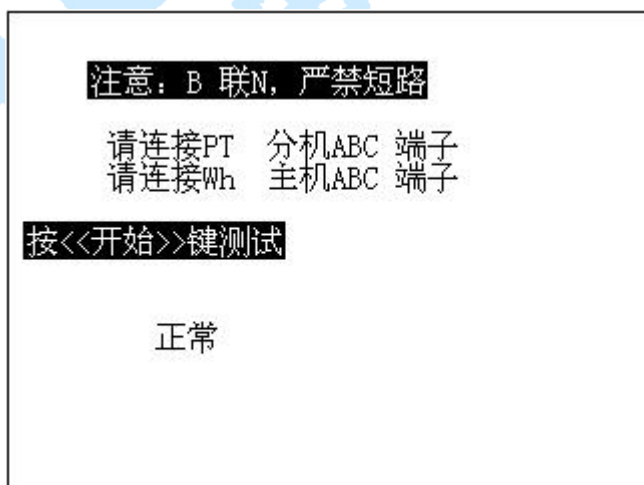 注意：B 联N，严禁短路
请连接PT 分机ABC 端子
请连接Wh 主机ABC 端子
按<<开始>>键测试
正常